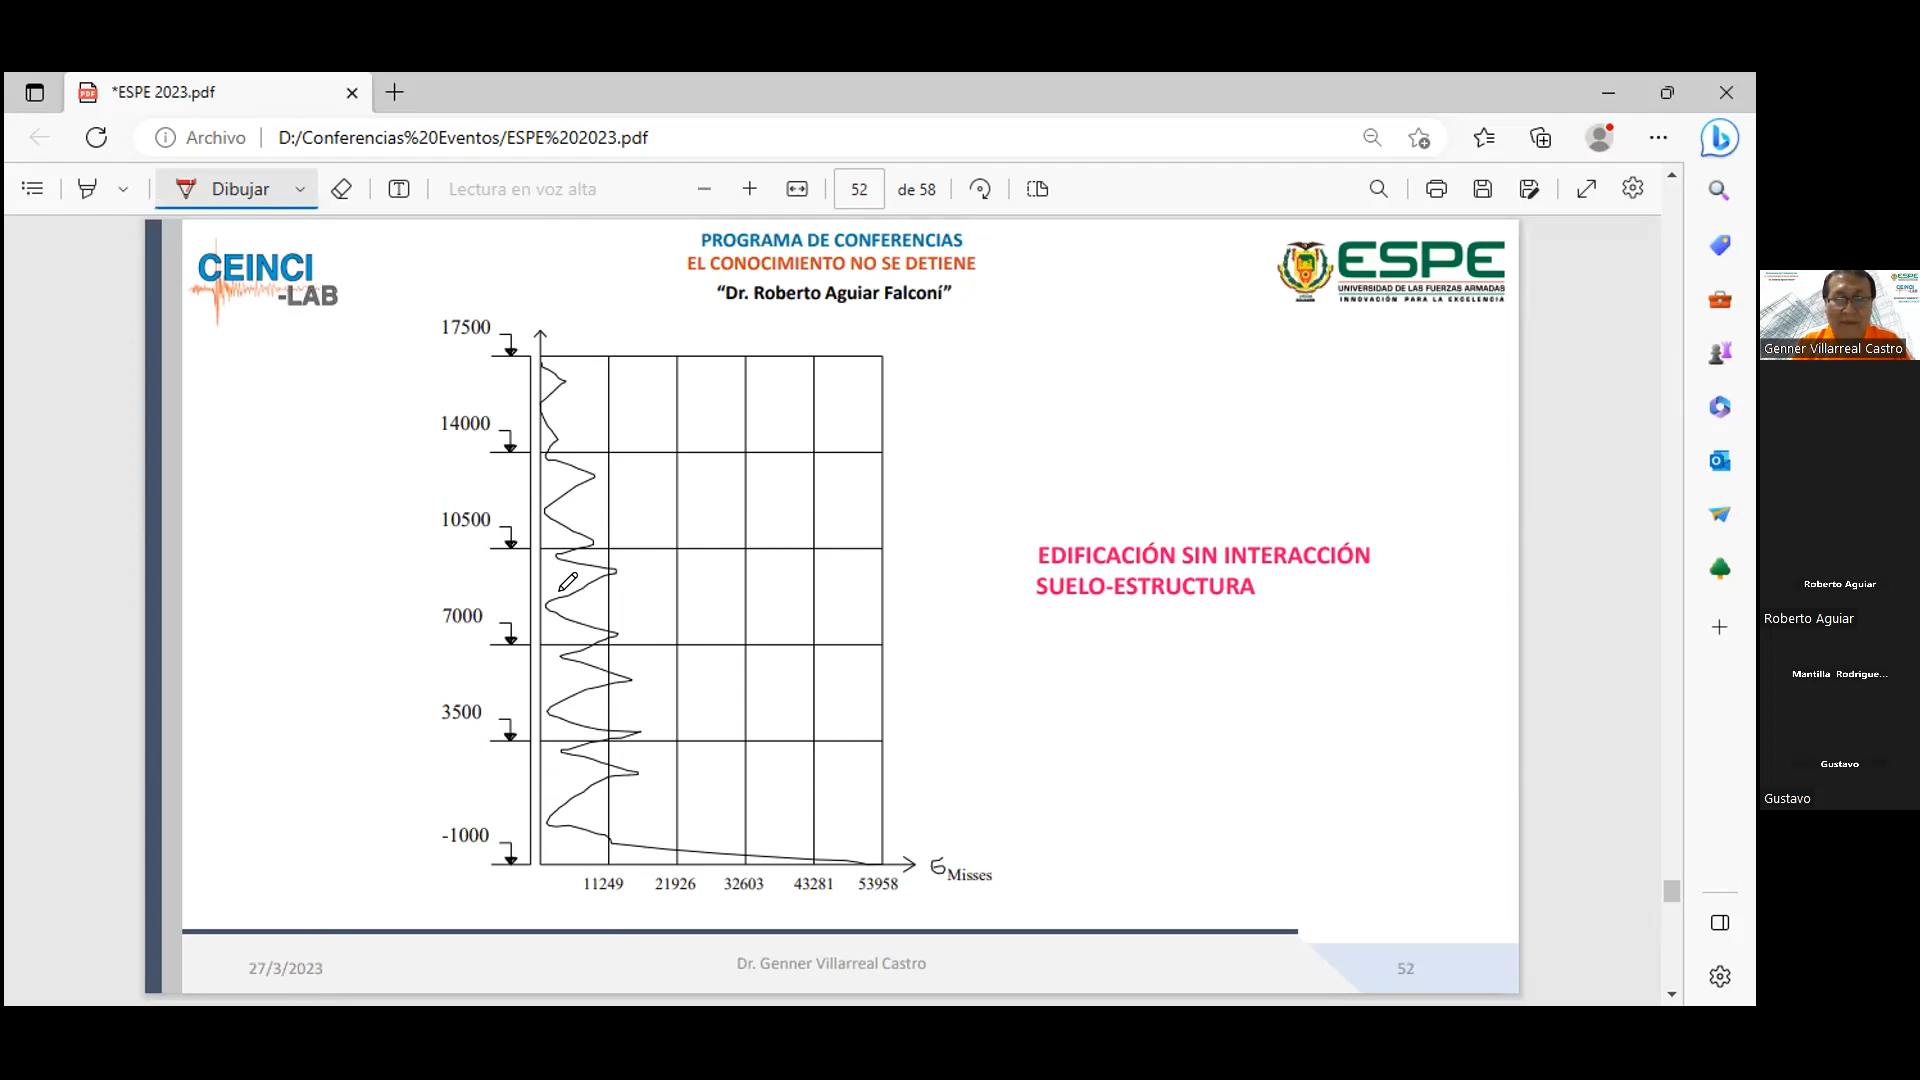 *ESPE 2023.pdf
Archivo
D:/Conferencias%20Eventos/ESPE%202023.pdf
Dibujar
Lectura en voz alta
52
de 58
CEINCI
-LAB
PROGRAMA DE CONFERENCIAS
EL CONOCIMIENTO NO SE DETIENE
“Dr. Roberto Aguiar Falconí”
ESPE
UNIVERSIDAD DE LAS FUERZAS ARMADAS
INNOVACIÓN PARA LA EXCELENCIA
17500
14000
10500
7000
3500
-1000
11249
21926
32603
43281
53958
σ Misses
EDIFICACIÓN SIN INTERACCIÓN
SUELO-ESTRUCTURA
27/3/2023
Dr. Genner Villarreal Castro
52
Genner Villarreal Castro
Roberto Aguiar
Roberto Aguiar
Mantilla Rodrigue...
Gustavo
Gustavo